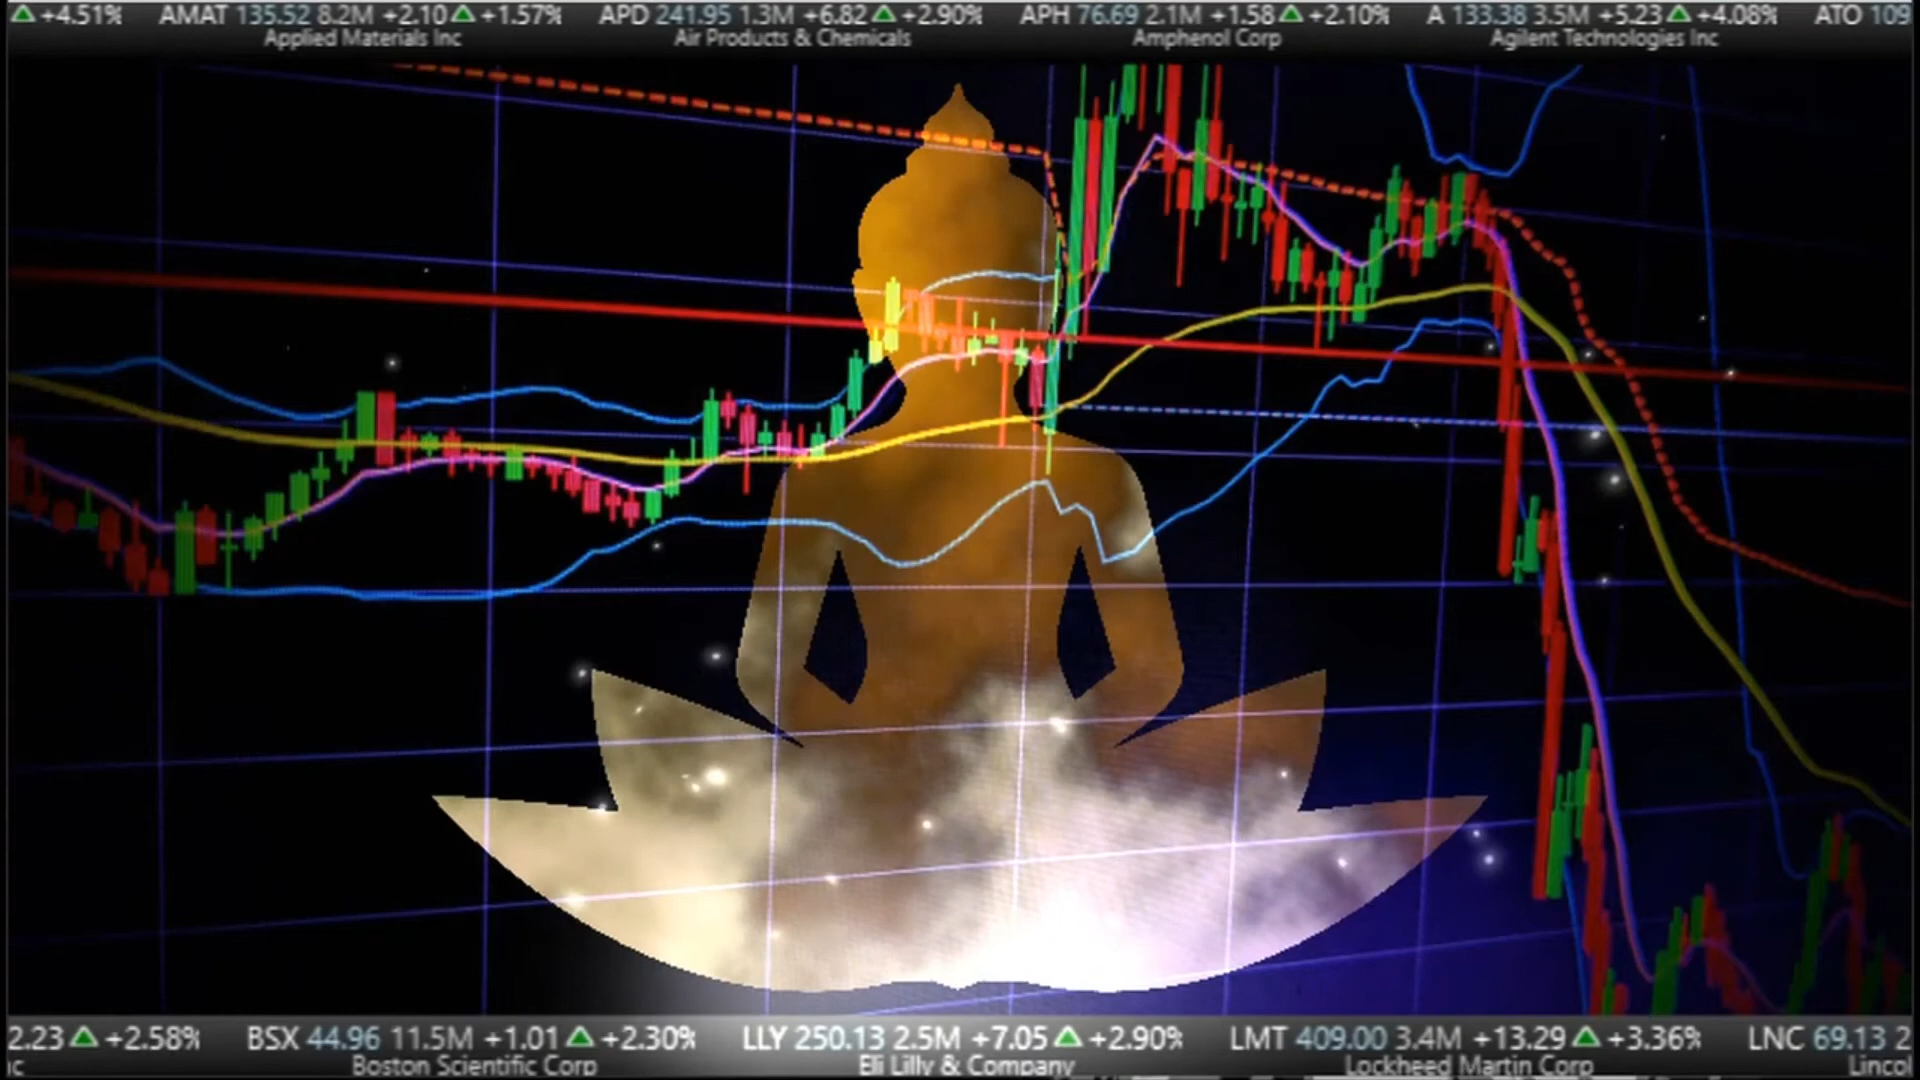 +4.51% AMAT 135.52 8.2M +2.10 +1.57% APD 241.95 1.3M +6.82 +2.90% APH 76.69 2.1M +1.58 +2.10% A 133.38 3.5M +5.23 +4.08% ATO 109
Applied Materials Inc Air Products & Chemicals Amphenol Corp Agilent Technologies Inc
2.23 +2.58% BSX 44.96 11.5M +1.01 +2.30% LLY 250.13 2.5M +7.05 +2.90% LMT 409.00 3.4M +13.29 +3.36% LNC 69.13 2
c Boston Scientific Corp Eli Lilly & Company Lockheed Martin Corp Lincol